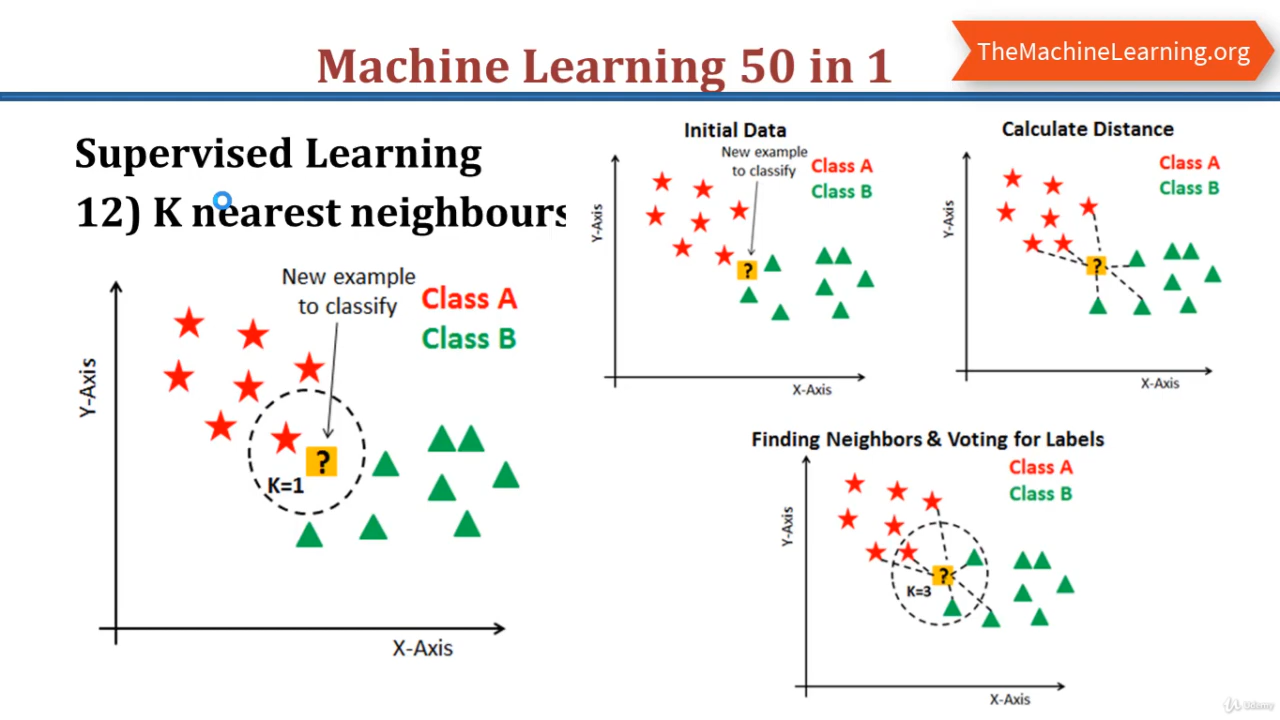 Machine Learning 50 in 1
TheMachineLearning.org
Supervised Learning
12) K nearest neighbours
New example
to classify
Class A
Class B
?
K=1
Y-Axis
X-Axis
Initial Data
New example
to classify
Class A
Class B
?
Y-Axis
X-Axis
Calculate Distance
Class A
Class B
?
Y-Axis
X-Axis
Finding Neighbors & Voting for Labels
Class A
Class B
?
K=3
Y-Axis
X-Axis
Udemy